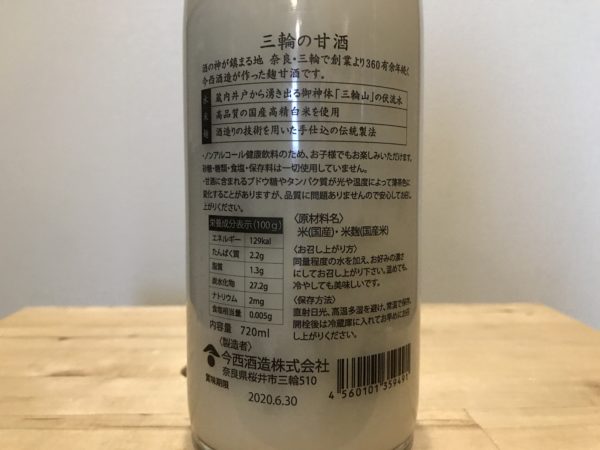 三輪の甘酒
酒の神が鎮まる地 奈良・三輪で創業より360有余年続く
今西酒造が作った麹甘酒です。
水 蔵内井戸から湧き出る御神体「三輪山」の伏流水
米 高品質の国産高精白米を使用
麹 酒造りの技術を用いた手仕込の伝統製法
・ノンアルコール健康飲料のため、お子様でもお楽しみいただけます。
砂糖・糖類・食塩・保存料は一切使用していません。
・甘酒に含まれるブドウ糖やタンパク質が光や温度によって薄茶色に
変化することがありますが、品質に問題ありませんので安心してお召し
上がりください。
栄養成分表示(100g)
エネルギー 129kal
たんぱく質 2.2g
脂質 1.3g
炭水化物 27.2g
ナトリウム 2mg
食塩相当量 0.005g
内容量 720ml
〈原材料名〉
米(国産)・米麹(国産米)
〈お召し上がり方〉
同量程度の水を加え、お好みの濃さ
にしてお召し上がり下さい。温めても、
冷やしても美味しいです。
〈保存方法〉
直射日光、高温多湿を避け、常温で保存。
開栓後は冷蔵庫に入れてお早めにお召
し上がりください。
〈製造者〉
今西酒造株式会社
奈良県桜井市三輪510
賞味期限
2020.6.30
4 560101 359491